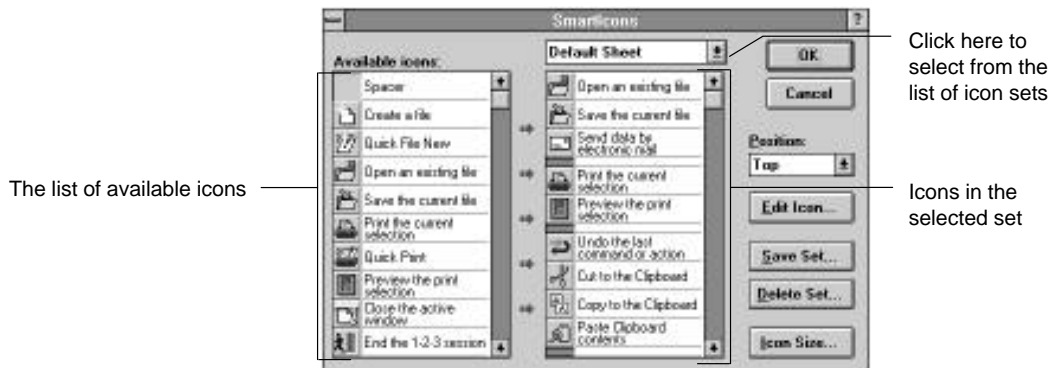 SmartIcons
?
Available icons:
Default Sheet
OK
Cancel
Click here to
select from the
list of icon sets
The list of available icons
Spacer
Create a file
Quick File New
Open an existing file
Save the current file
Print the current
selection
Quick Print
Preview the print
selection
Close the active
window
End the 1-2-3 session
Open an existing file
Save the current file
Send data by
electronic mail
Print the current
selection
Preview the print
selection
Undo the last
command or action
Cut to the Clipboard
Copy to the Clipboard
Paste Clipboard
contents
Position:
Top
Edit Icon...
Save Set...
Delete Set...
Icon Size...
Icons in the
selected set